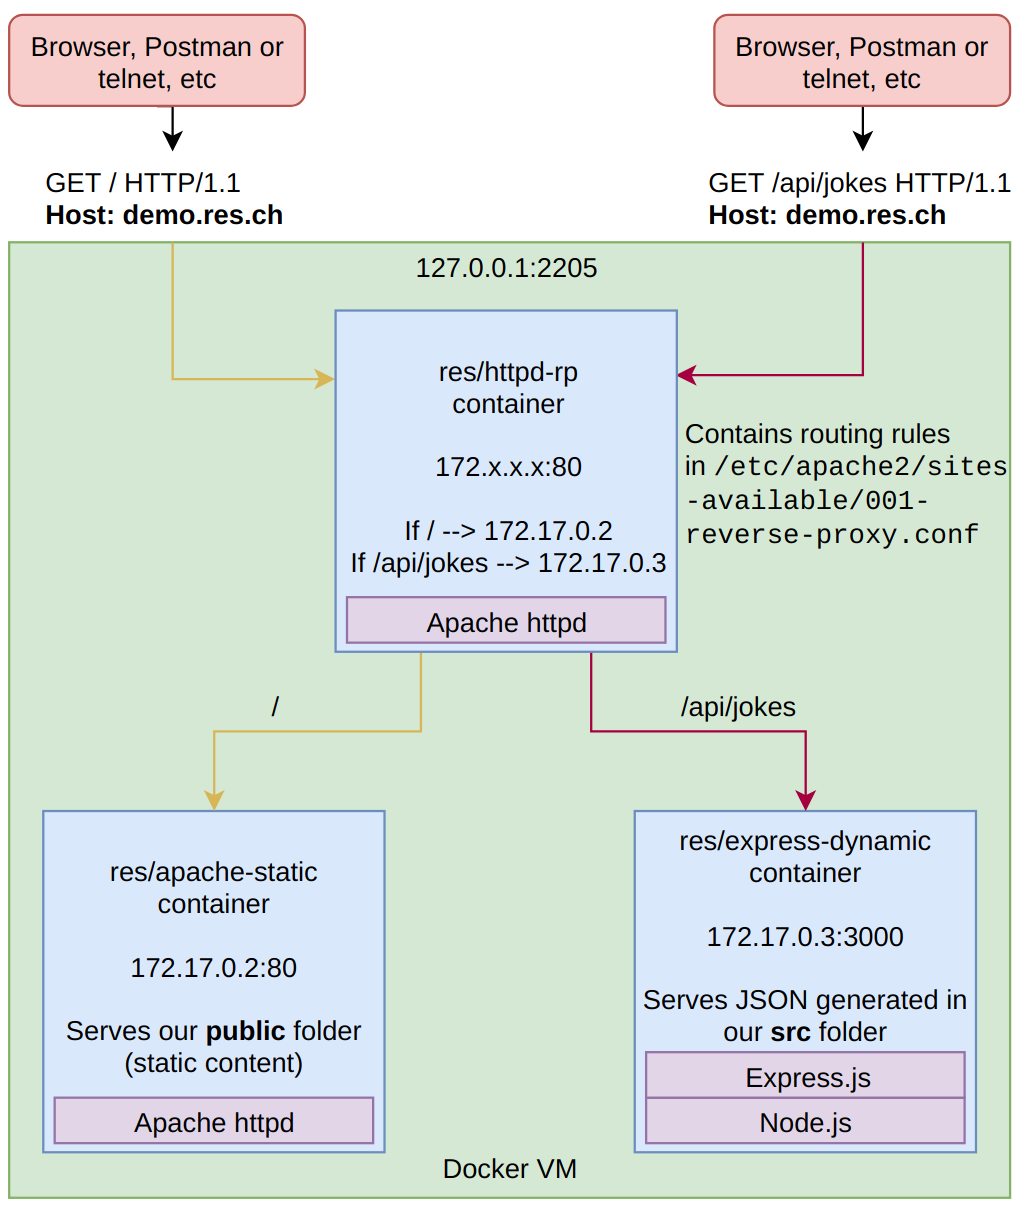 Browser, Postman or
telnet, etc
Browser, Postman or
telnet, etc
GET / HTTP/1.1
Host: demo.res.ch
GET /api/jokes HTTP/1.1
Host: demo.res.ch
127.0.0.1:2205
res/httpd-rp
container
172.x.x.x:80
If / --> 172.17.0.2
If /api/jokes --> 172.17.0.3
Apache httpd
Contains routing rules
in /etc/apache2/sites
-available/001-
reverse-proxy.conf
/
/api/jokes
res/apache-static
container
172.17.0.2:80
Serves our public folder
(static content)
Apache httpd
res/express-dynamic
container
172.17.0.3:3000
Serves JSON generated in
our src folder
Express.js
Node.js
Docker VM